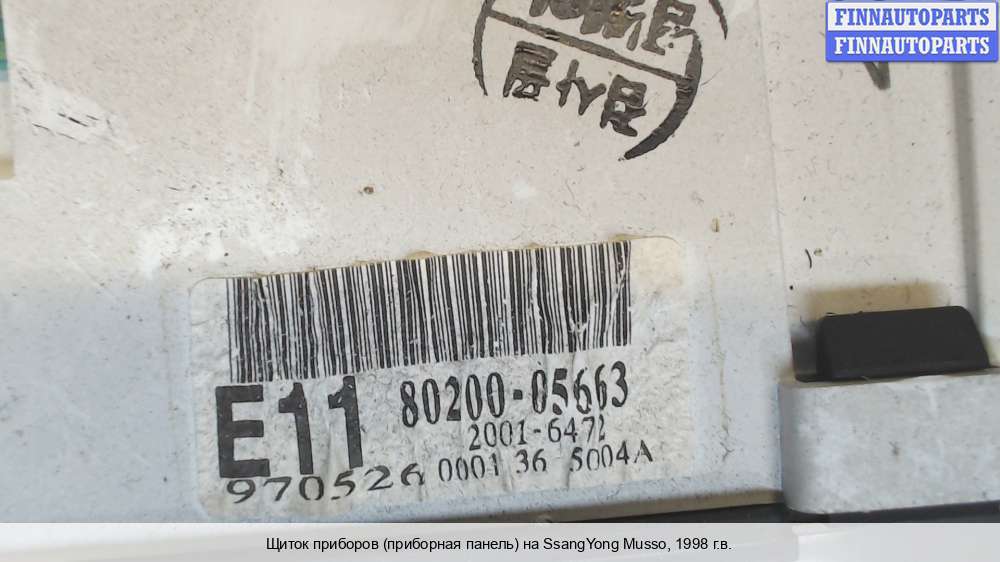 FINNAUTOPARTS
FINNAUTOPARTS
E11 80200-05663
2001-6472
970526 0001 36 5004A
Щиток приборов (приборная панель) на SsangYong Musso, 1998 г.в.